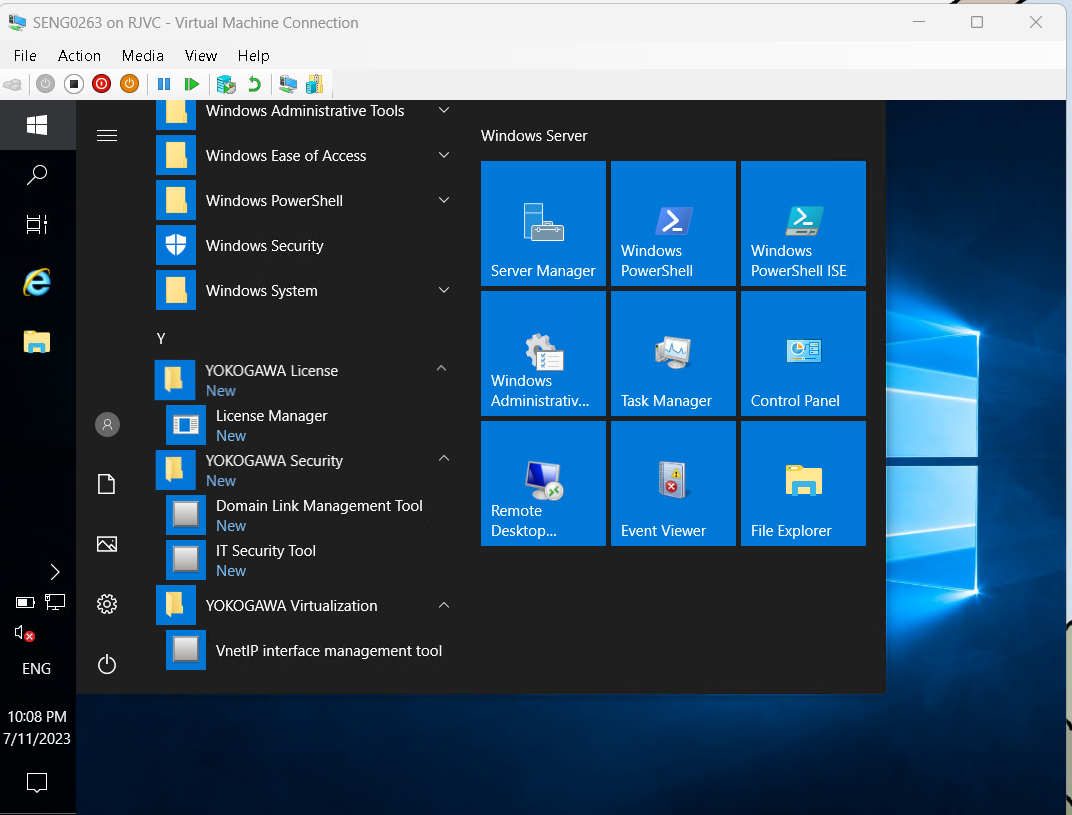 SENG0263 on RJVC - Virtual Machine Connection
File Action Media View Help
Windows Administrative Tools
Windows Ease of Access
Windows PowerShell
Windows Security
Windows System
Y
YOKOGAWA License
New
License Manager
New
YOKOGAWA Security
New
Domain Link Management Tool
New
IT Security Tool
New
YOKOGAWA Virtualization
VnetIP interface management tool
Windows Server
Server Manager
Windows
PowerShell
Windows
PowerShell ISE
Windows
Administrativ...
Task Manager
Control Panel
Remote
Desktop...
Event Viewer
File Explorer
ENG
10:08 PM
7/11/2023